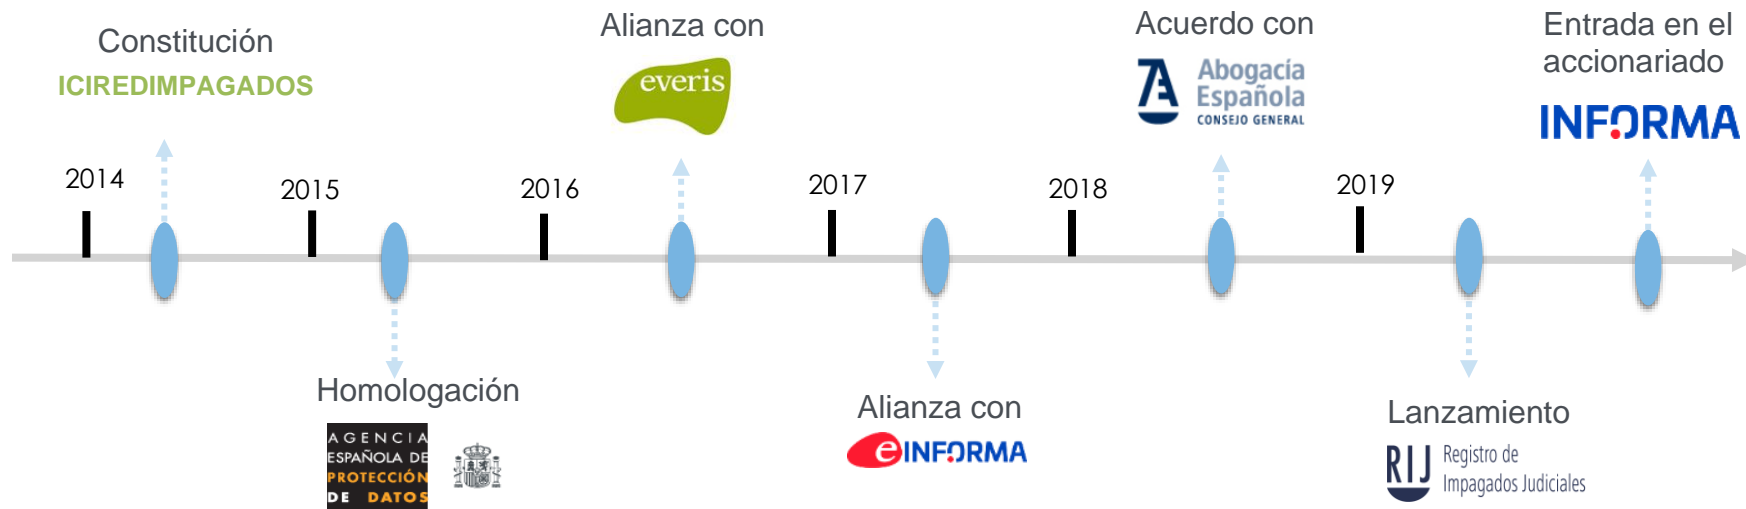 Constitución
ICIREDIMPAGADOS
Alianza con
everis
Acuerdo con
Abogacía
Española
CONSEJO GENERAL
Entrada en el
accionariado
INFORMA
2014
2015
2016
2017
2018
2019
Homologación
AGENCIA
ESPAÑOLA DE
PROTECCIÓN
DE DATOS
Alianza con
eINFORMA
Lanzamiento
RIJ
Registro de
Impagados Judiciales